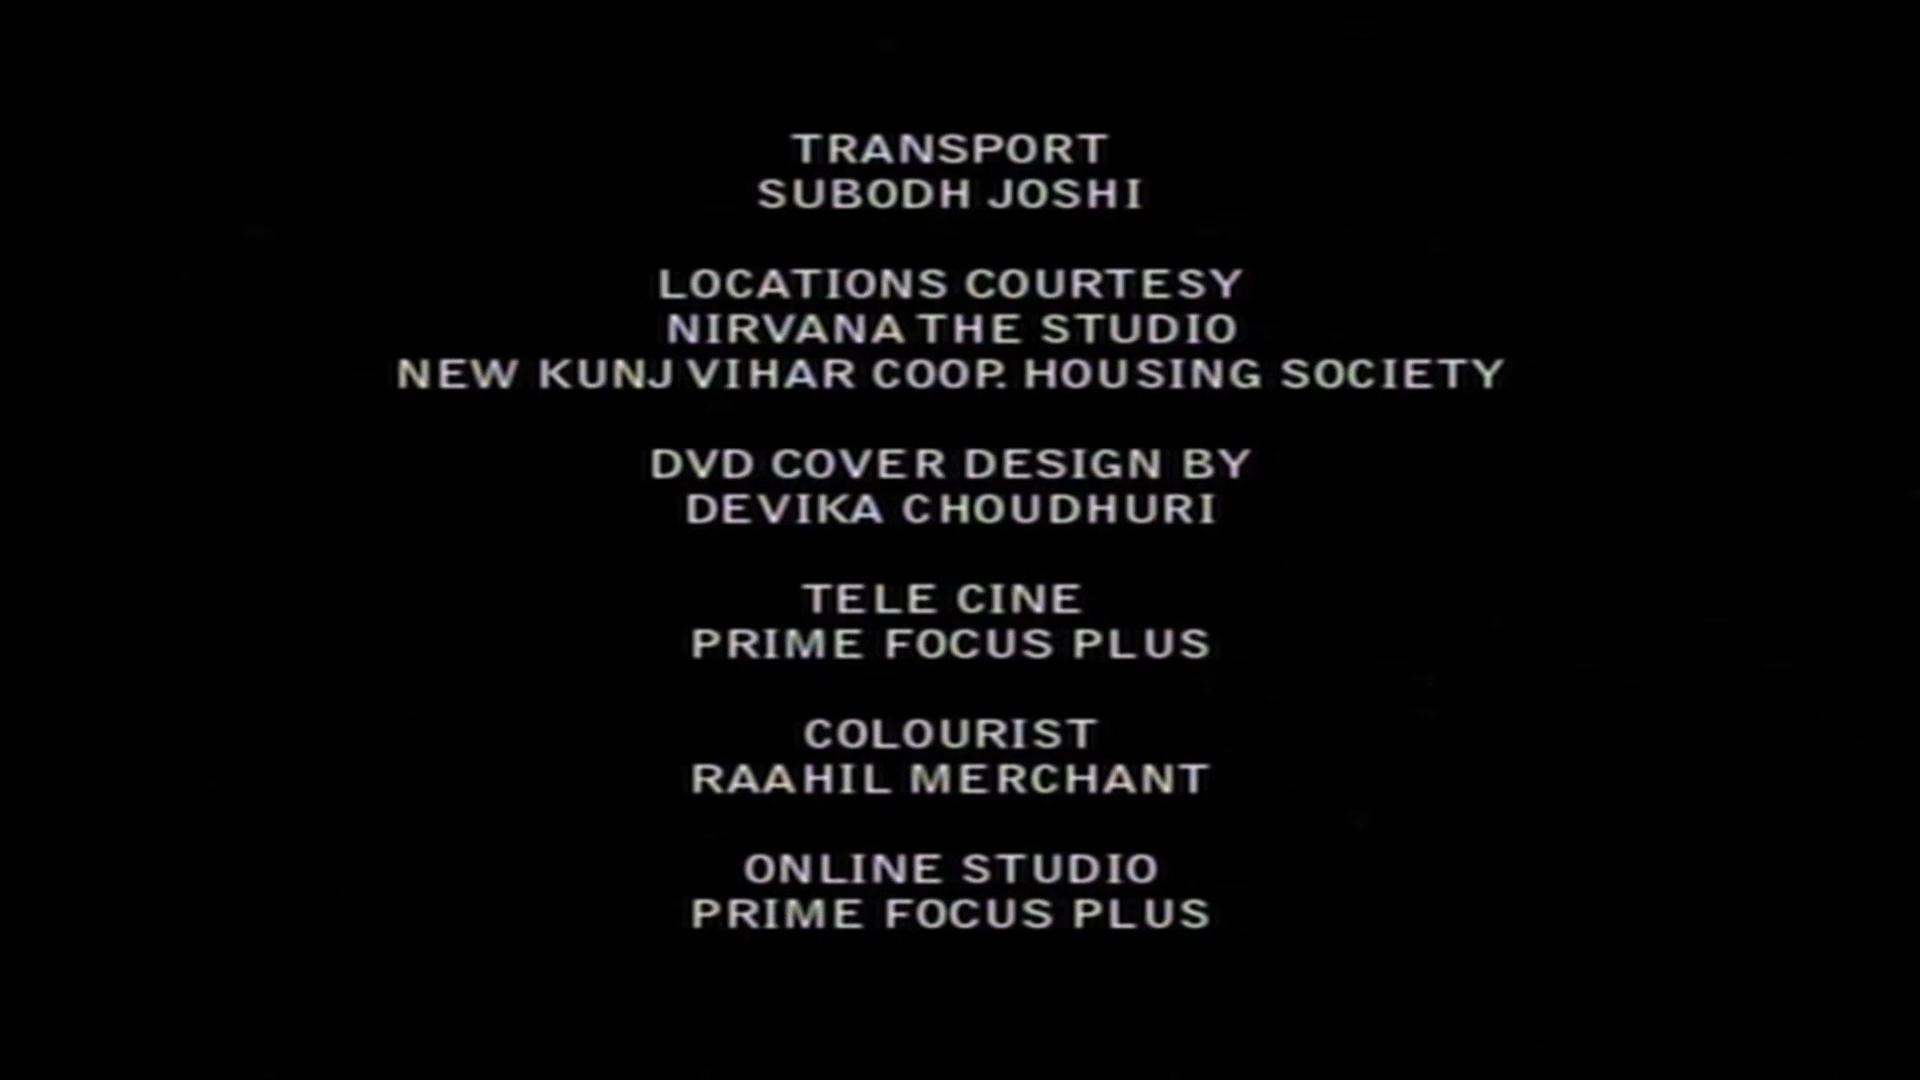 TRANSPORT
SUBODH JOSHI
LOCATIONS COURTESY
NIRVANA THE STUDIO
NEW KUNJ VIHAR COOP. HOUSING SOCIETY
DVD COVER DESIGN BY
DEVIKA CHOUDHURI
TELE CINE
PRIME FOCUS PLUS
COLOURIST
RAAHIL MERCHANT
ONLINE STUDIO
PRIME FOCUS PLUS